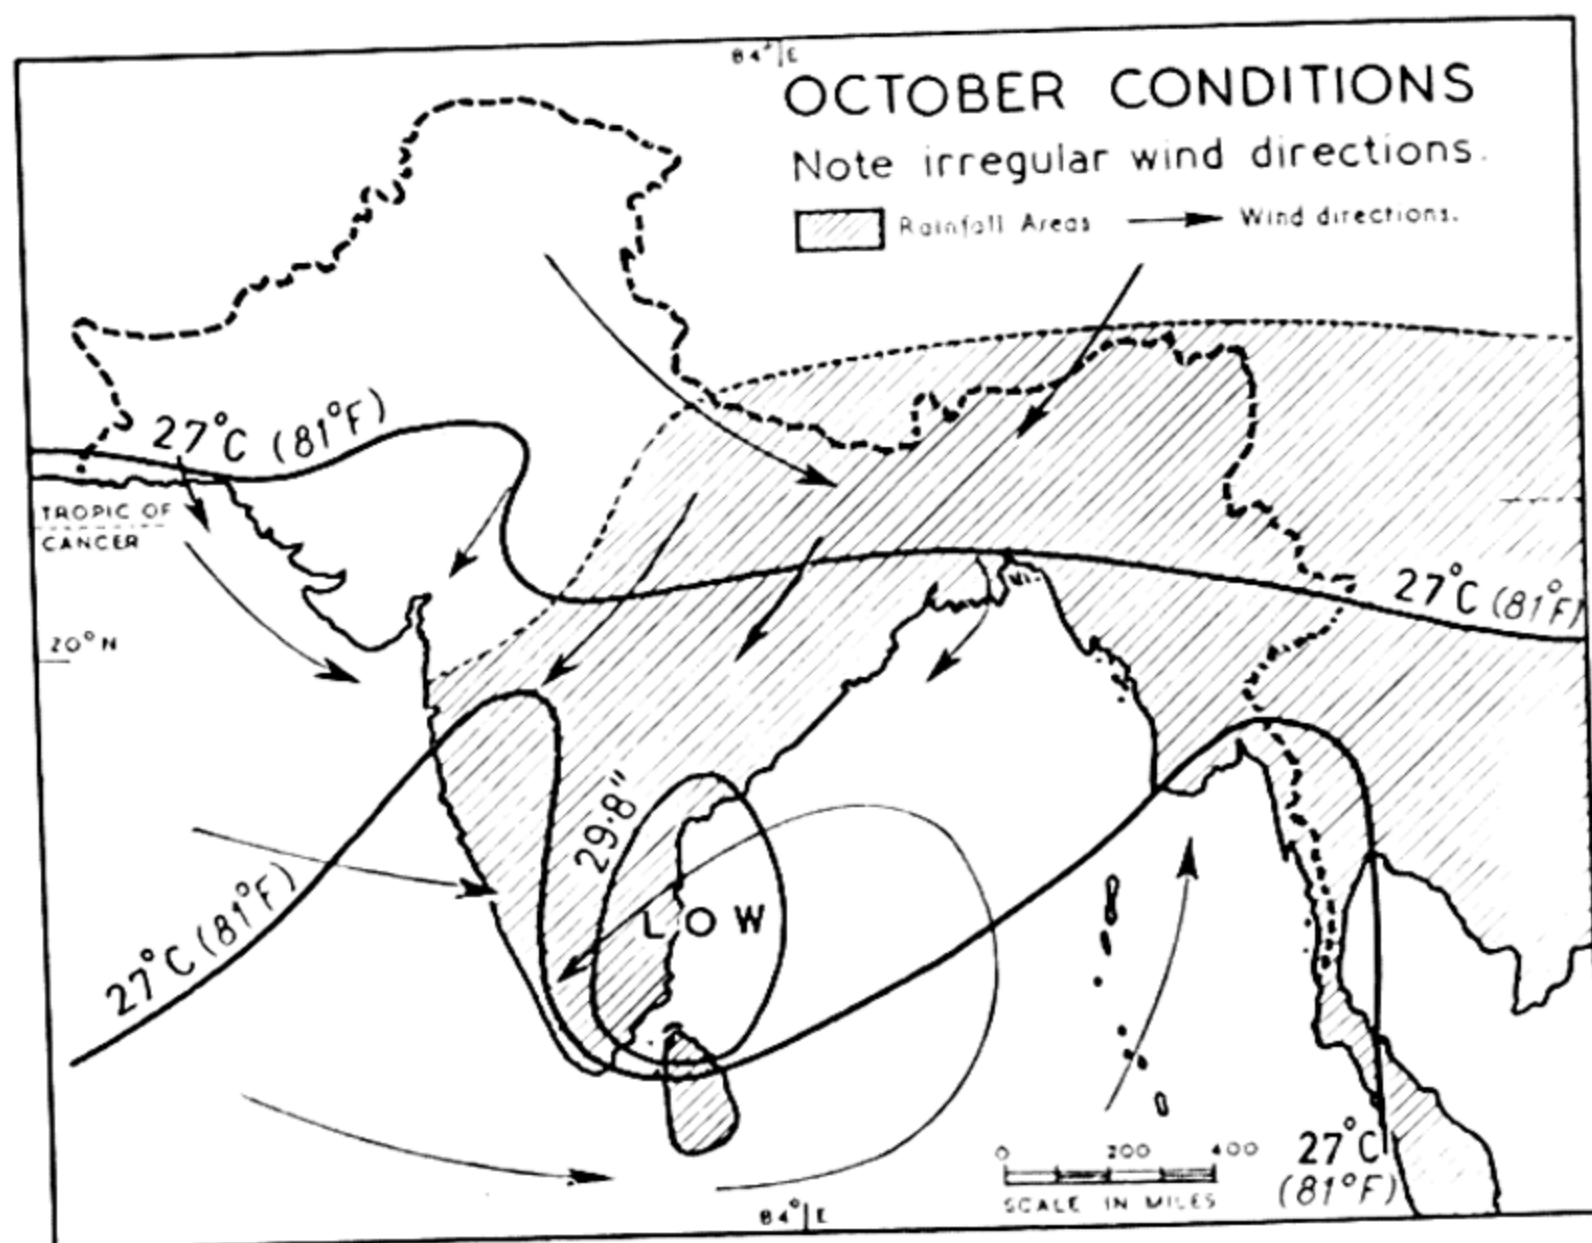 84° E
OCTOBER CONDITIONS
Note irregular wind directions.
Rainfall Areas
Wind directions.
27°C (81°F)
TROPIC OF
CANCER
27°C (81°F)
20° N
29·8"
LOW
27°C (81°F)
0 200 400
SCALE IN MILES
27°C
(81°F)
84° E